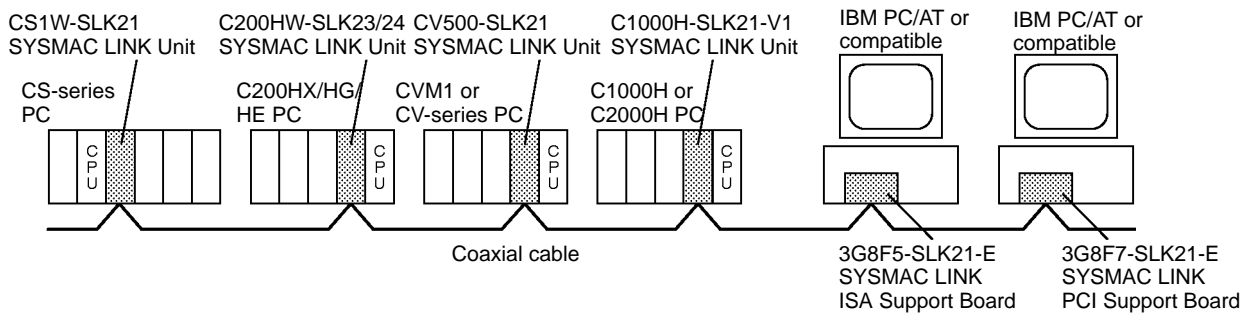 CS1W-SLK21
SYSMAC LINK Unit
C200HW-SLK23/24
SYSMAC LINK Unit
CV500-SLK21
SYSMAC LINK Unit
C1000H-SLK21-V1
SYSMAC LINK Unit
IBM PC/AT or
compatible
IBM PC/AT or
compatible
CS-series
PC
C200HX/HG/
HE PC
CVM1 or
CV-series PC
C1000H or
C2000H PC
CPU
CPU
CPU
CPU
Coaxial cable
3G8F5-SLK21-E
SYSMAC LINK
ISA Support Board
3G8F7-SLK21-E
SYSMAC LINK
PCI Support Board